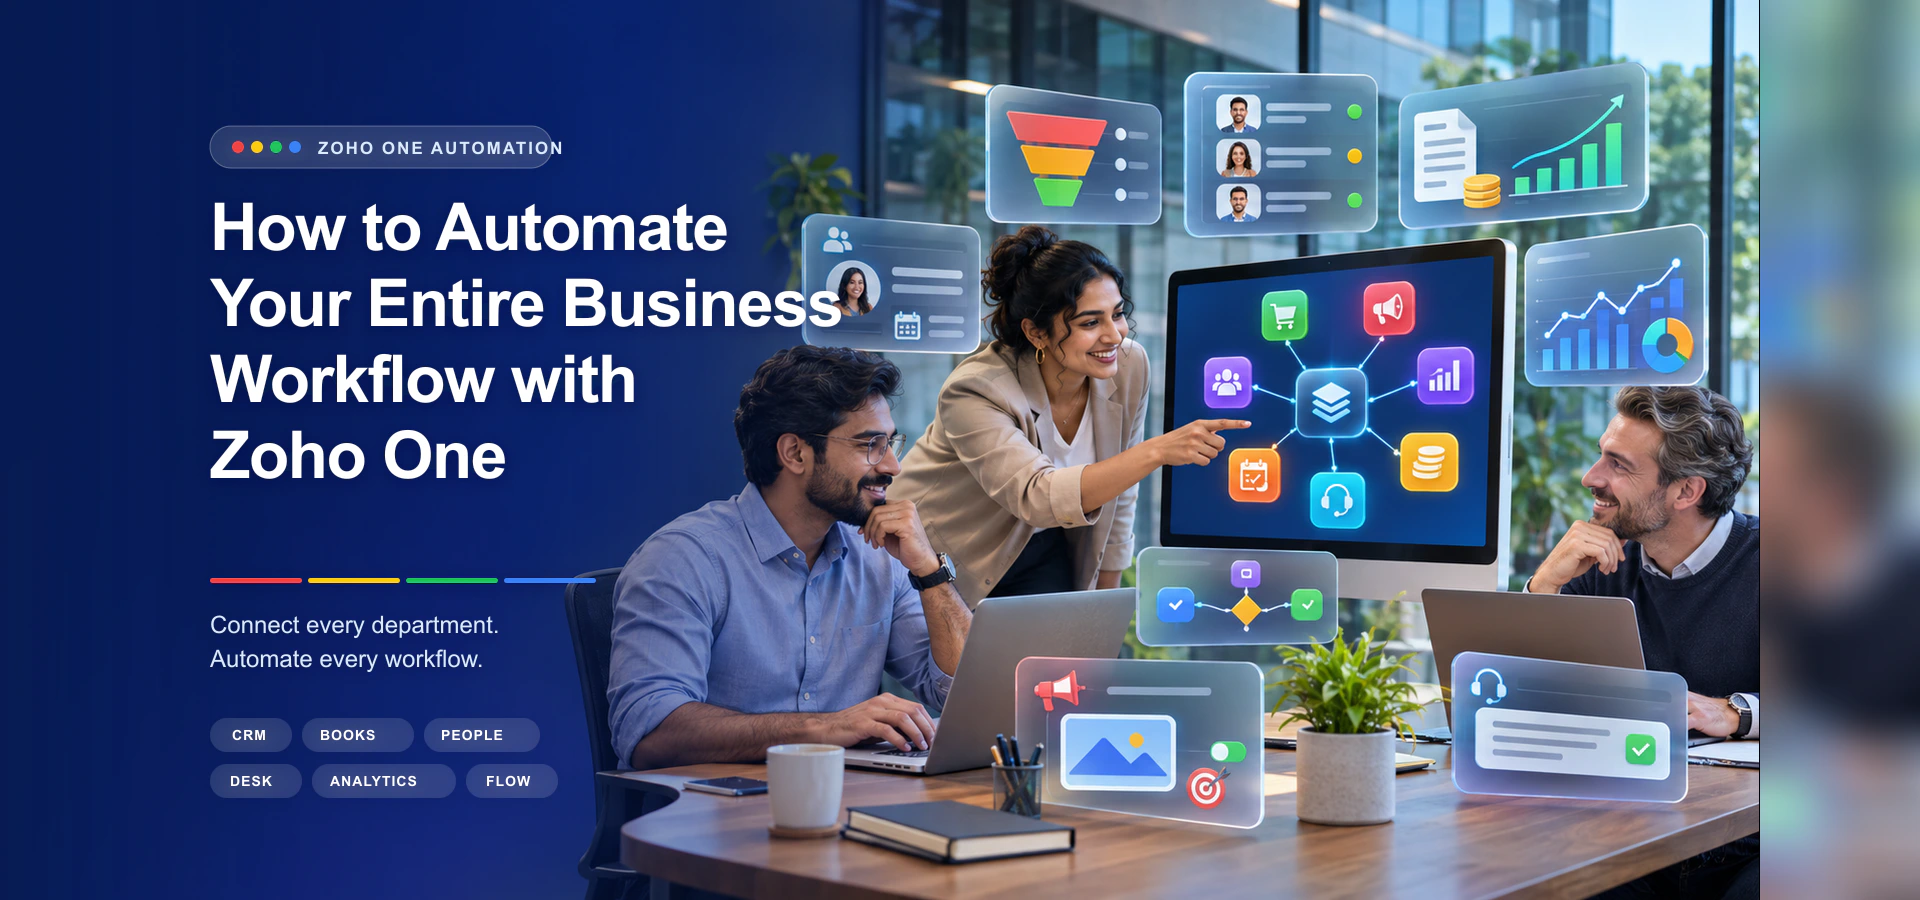 ZOHO ONE AUTOMATION
How to Automate
Your Entire Business
Workflow with
Zoho One
Connect every department.
Automate every workflow.
CRM BOOKS PEOPLE
DESK ANALYTICS FLOW